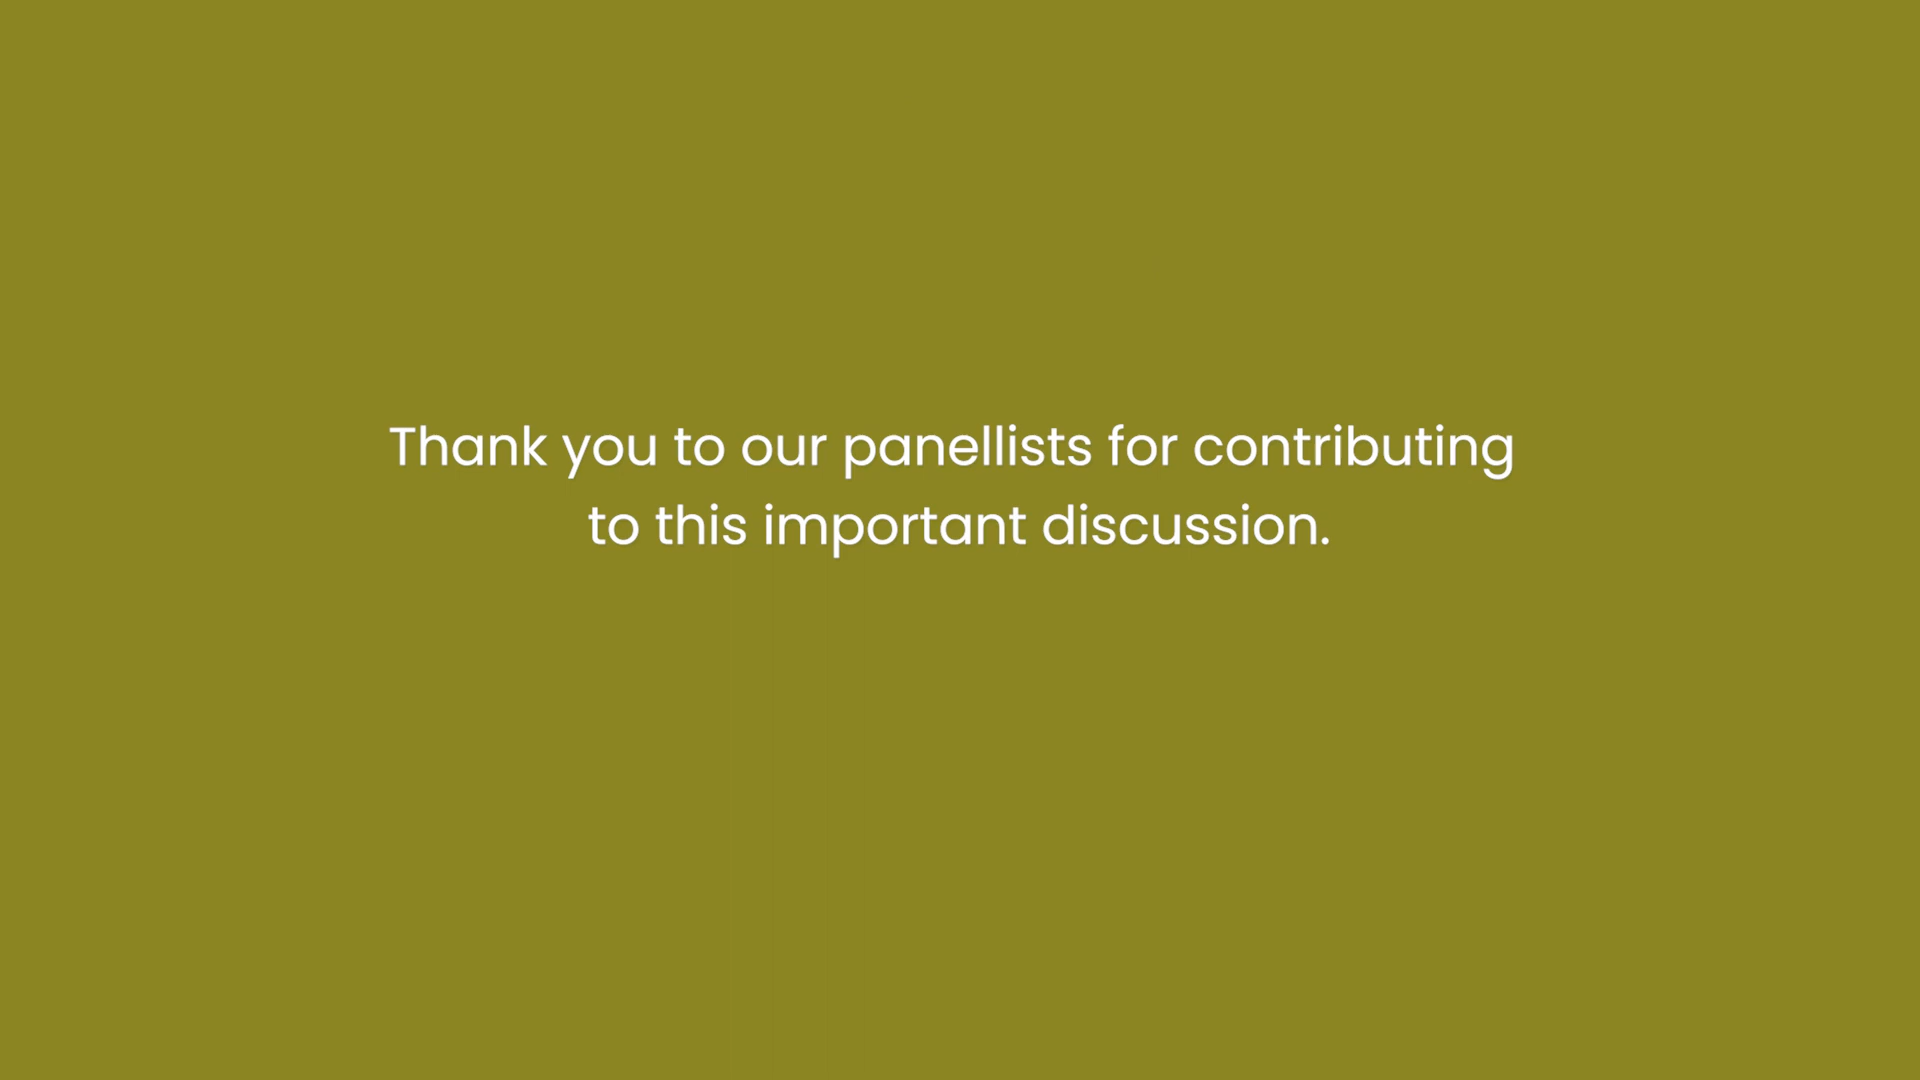 Thank you to our panellists for contributing
to this important discussion.